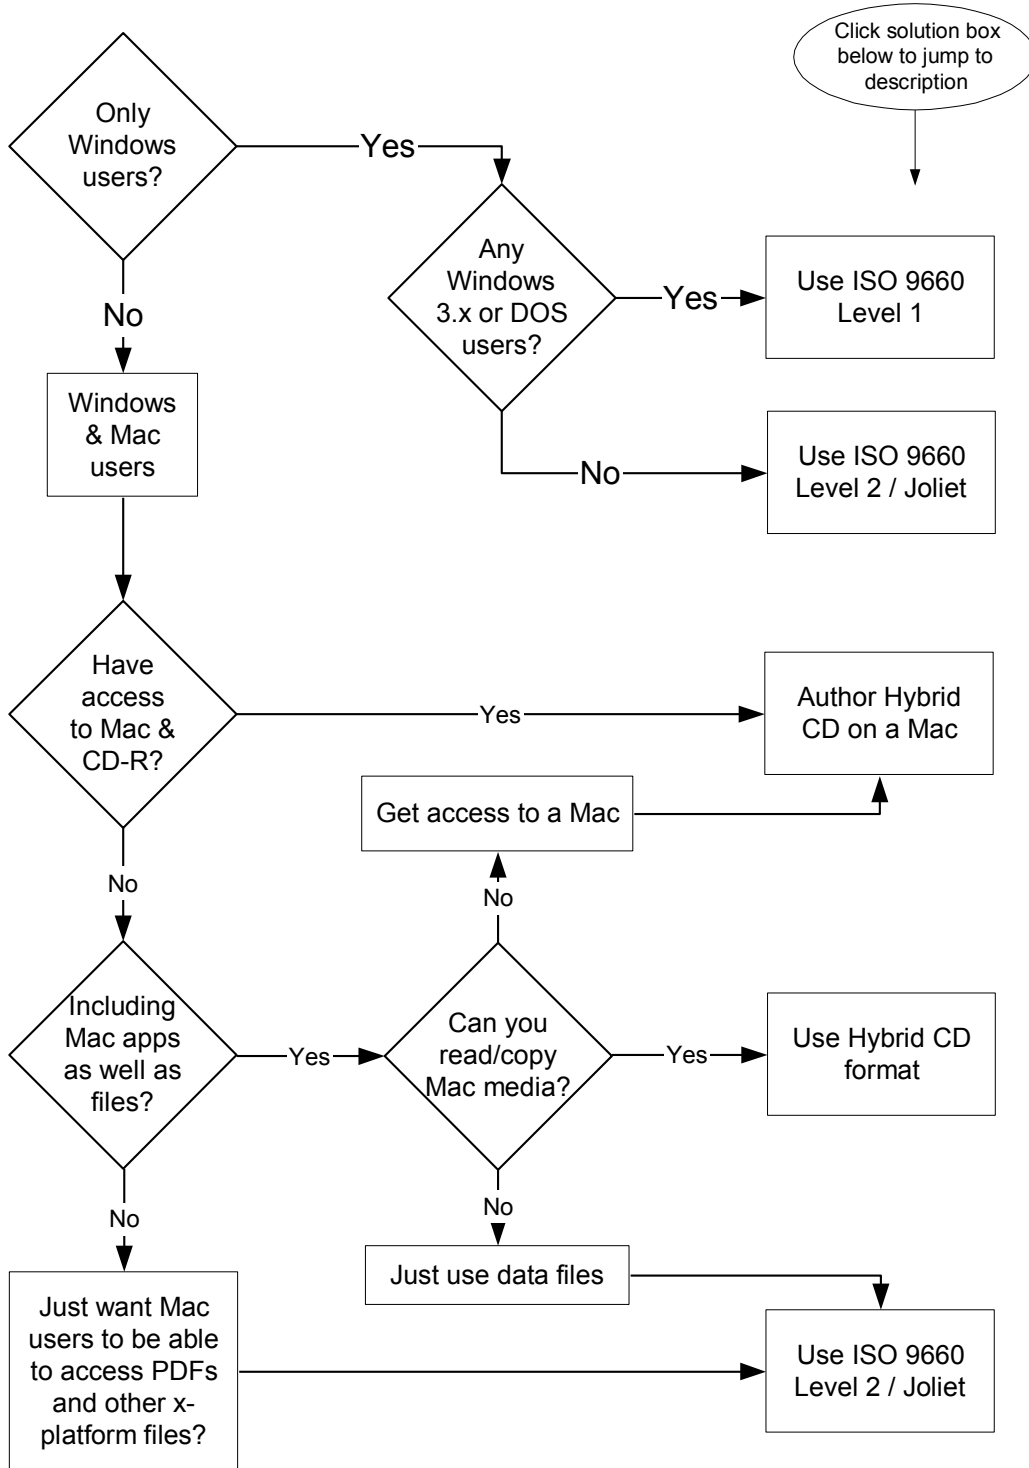 Click solution box
below to jump to
description
Only
Windows
users?
Yes
Any
Windows
3.x or DOS
users?
Yes
Use ISO 9660
Level 1
No
Windows
& Mac
users
No
Use ISO 9660
Level 2 / Joliet
Have
access
to Mac &
CD-R?
Yes
Author Hybrid
CD on a Mac
Get access to a Mac
No
No
Including
Mac apps
as well as
files?
Yes
Can you
read/copy
Mac media?
Yes
Use Hybrid CD
format
No
No
Just use data files
Just want Mac
users to be able
to access PDFs
and other x-
platform files?
Use ISO 9660
Level 2 / Joliet